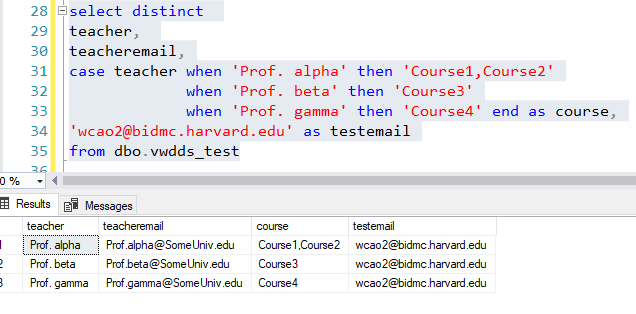 28 select distinct
29 teacher,
30 teacheremail,
31 case teacher when 'Prof. alpha' then 'Course1,Course2'
32 when 'Prof. beta' then 'Course3'
33 when 'Prof. gamma' then 'Course4' end as course,
34 'wcao2@bidmc.harvard.edu' as testemail
35 from dbo.vwdds_test
0 %
Results Messages
teacher teacheremail course testemail
1 Prof. alpha Prof.alpha@SomeUniv.edu Course1,Course2 wcao2@bidmc.harvard.edu
2 Prof. beta Prof.beta@SomeUniv.edu Course3 wcao2@bidmc.harvard.edu
3 Prof. gamma Prof.gamma@SomeUniv.edu Course4 wcao2@bidmc.harvard.edu